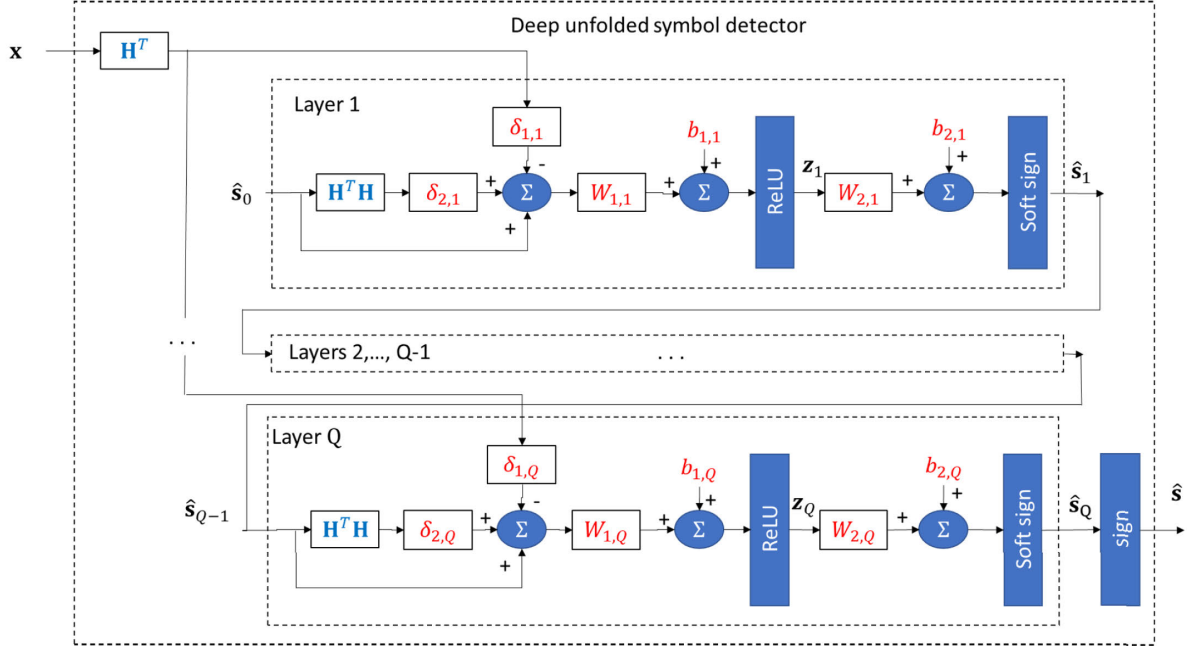 Deep unfolded symbol detector
x
H^T
Layer 1
δ_{1,1}
b_{1,1}
b_{2,1}
-
+
+
ŝ_0
H^T H
δ_{2,1}
+
Σ
W_{1,1}
+
Σ
ReLU
z_1
W_{2,1}
+
Σ
Soft sign
ŝ_1
+
. . .
Layers 2,..., Q-1
. . .
Layer Q
δ_{1,Q}
b_{1,Q}
b_{2,Q}
-
+
+
ŝ_{Q−1}
H^T H
δ_{2,Q}
+
Σ
W_{1,Q}
+
Σ
ReLU
z_Q
W_{2,Q}
+
Σ
Soft sign
ŝ_Q
sign
ŝ
+